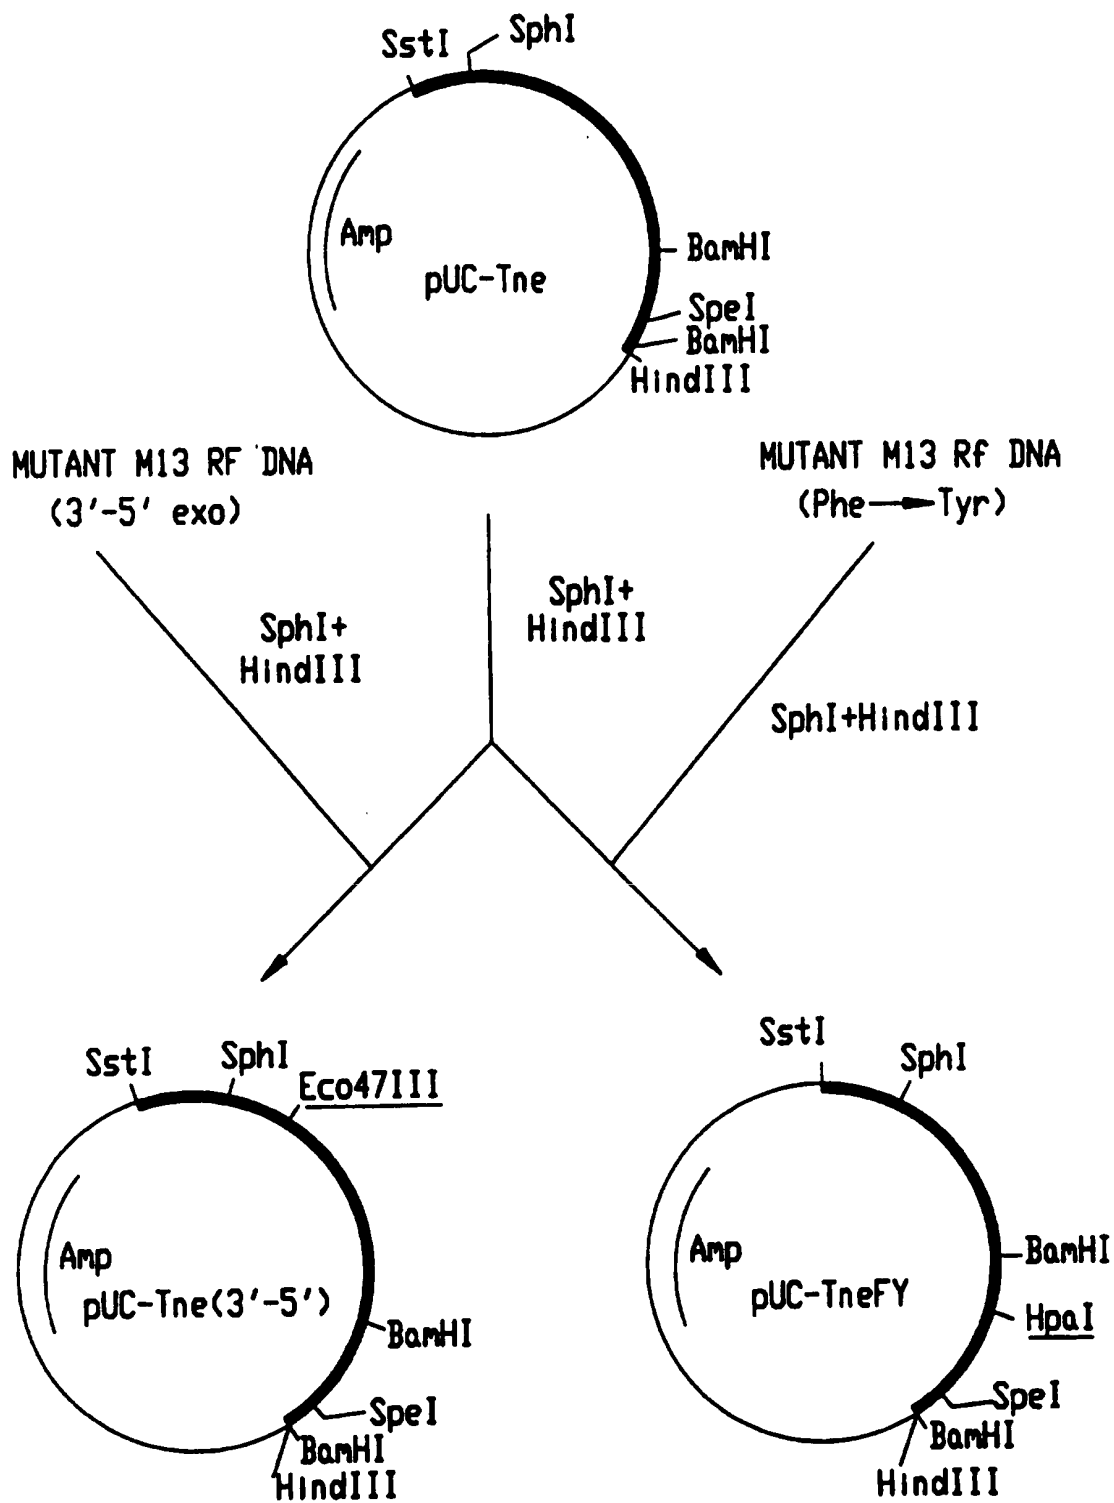 SstI
SphI
Amp
pUC-Tne
BamHI
SpeI
BamHI
HindIII
MUTANT M13 RF DNA
(3'-5' exo)
MUTANT M13 Rf DNA
(Phe→Tyr)
SphI+
HindIII
SphI+
HindIII
SphI+HindIII
SstI
SphI
Eco47III
Amp
pUC-Tne(3'-5')
BamHI
SpeI
BamHI
HindIII
SstI
SphI
Amp
pUC-TneFY
BamHI
HpaI
SpeI
BamHI
HindIII